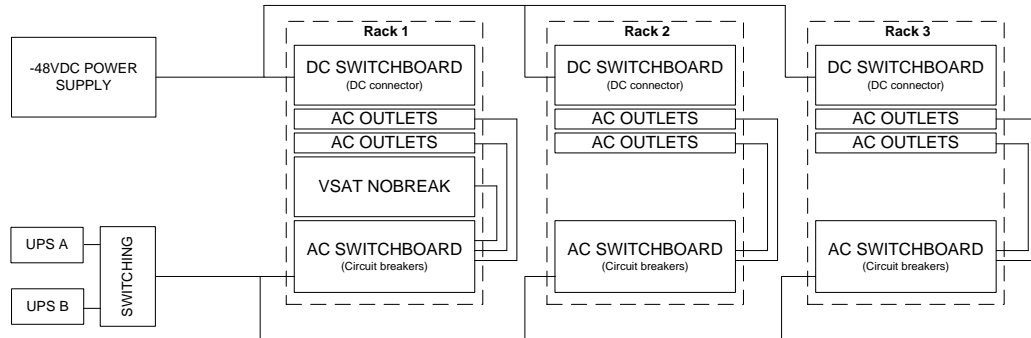 -48VDC POWER
SUPPLY
UPS A
UPS B
SWITCHING
Rack 1
DC SWITCHBOARD
(DC connector)
AC OUTLETS
AC OUTLETS
VSAT NOBREAK
AC SWITCHBOARD
(Circuit breakers)
Rack 2
DC SWITCHBOARD
(DC connector)
AC OUTLETS
AC OUTLETS
AC SWITCHBOARD
(Circuit breakers)
Rack 3
DC SWITCHBOARD
(DC connector)
AC OUTLETS
AC OUTLETS
AC SWITCHBOARD
(Circuit breakers)